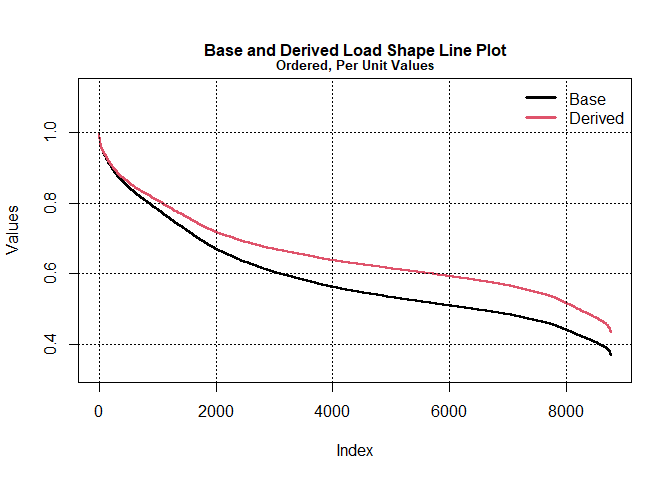 Base and Derived Load Shape Line Plot
Ordered, Per Unit Values
Base
Derived
Values
1.0
0.8
0.6
0.4
0 2000 4000 6000 8000
Index